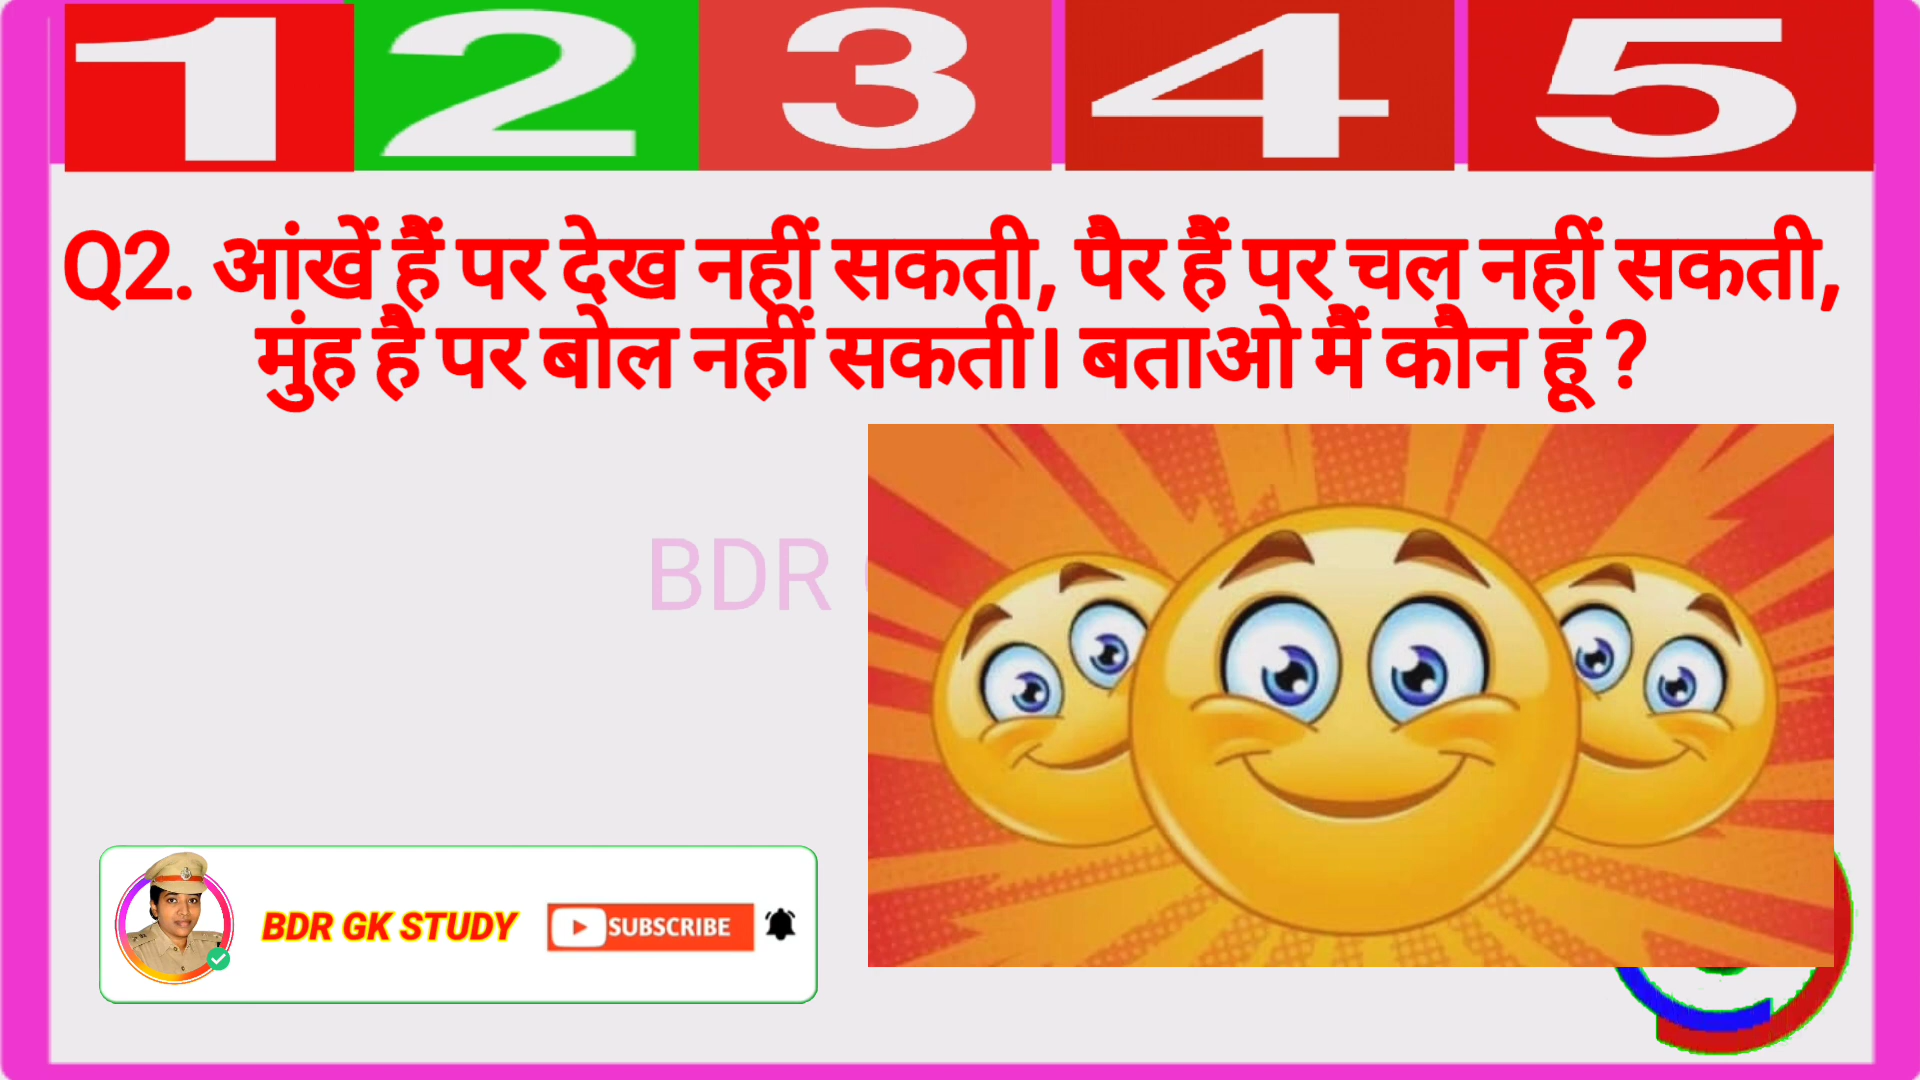 1 2 3 4 5
Q2. आंखें हैं पर देख नहीं सकती, पैर हैं पर चल नहीं सकती,
मुंह है पर बोल नहीं सकती। बताओ मैं कौन हूं ?
BDR
BDR GK STUDY SUBSCRIBE